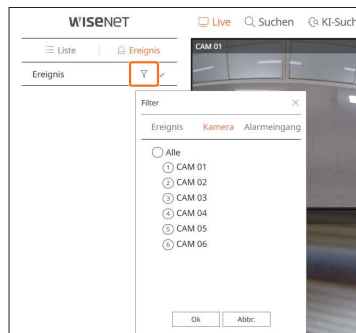 WISENET
Live Suchen KI-Such
Liste Ereignis
CAM 01
Ereignis
Filter
Ereignis Kamera Alarmeingang
Alle
1 CAM 01
2 CAM 02
3 CAM 03
4 CAM 04
5 CAM 05
6 CAM 06
Ok Abbr.